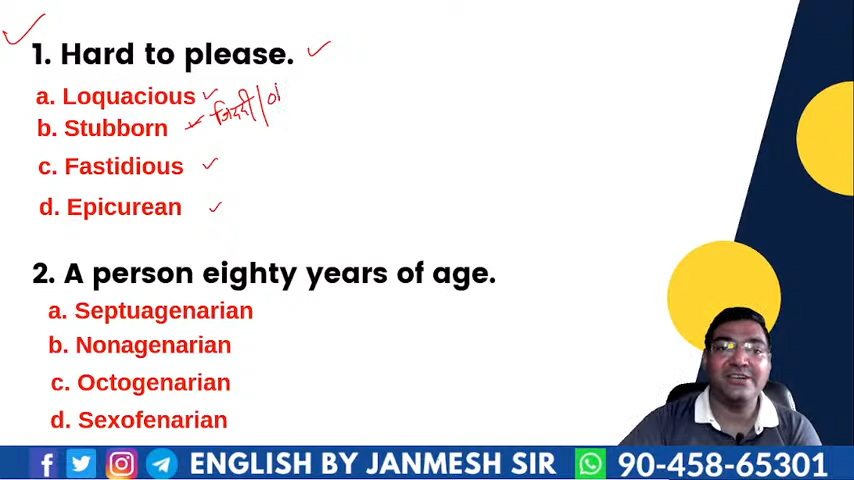 1. Hard to please.
a. Loquacious
b. Stubborn जिद्दी/
c. Fastidious
d. Epicurean
2. A person eighty years of age.
a. Septuagenarian
b. Nonagenarian
c. Octogenarian
d. Sexofenarian
ENGLISH BY JANMESH SIR 90-458-65301